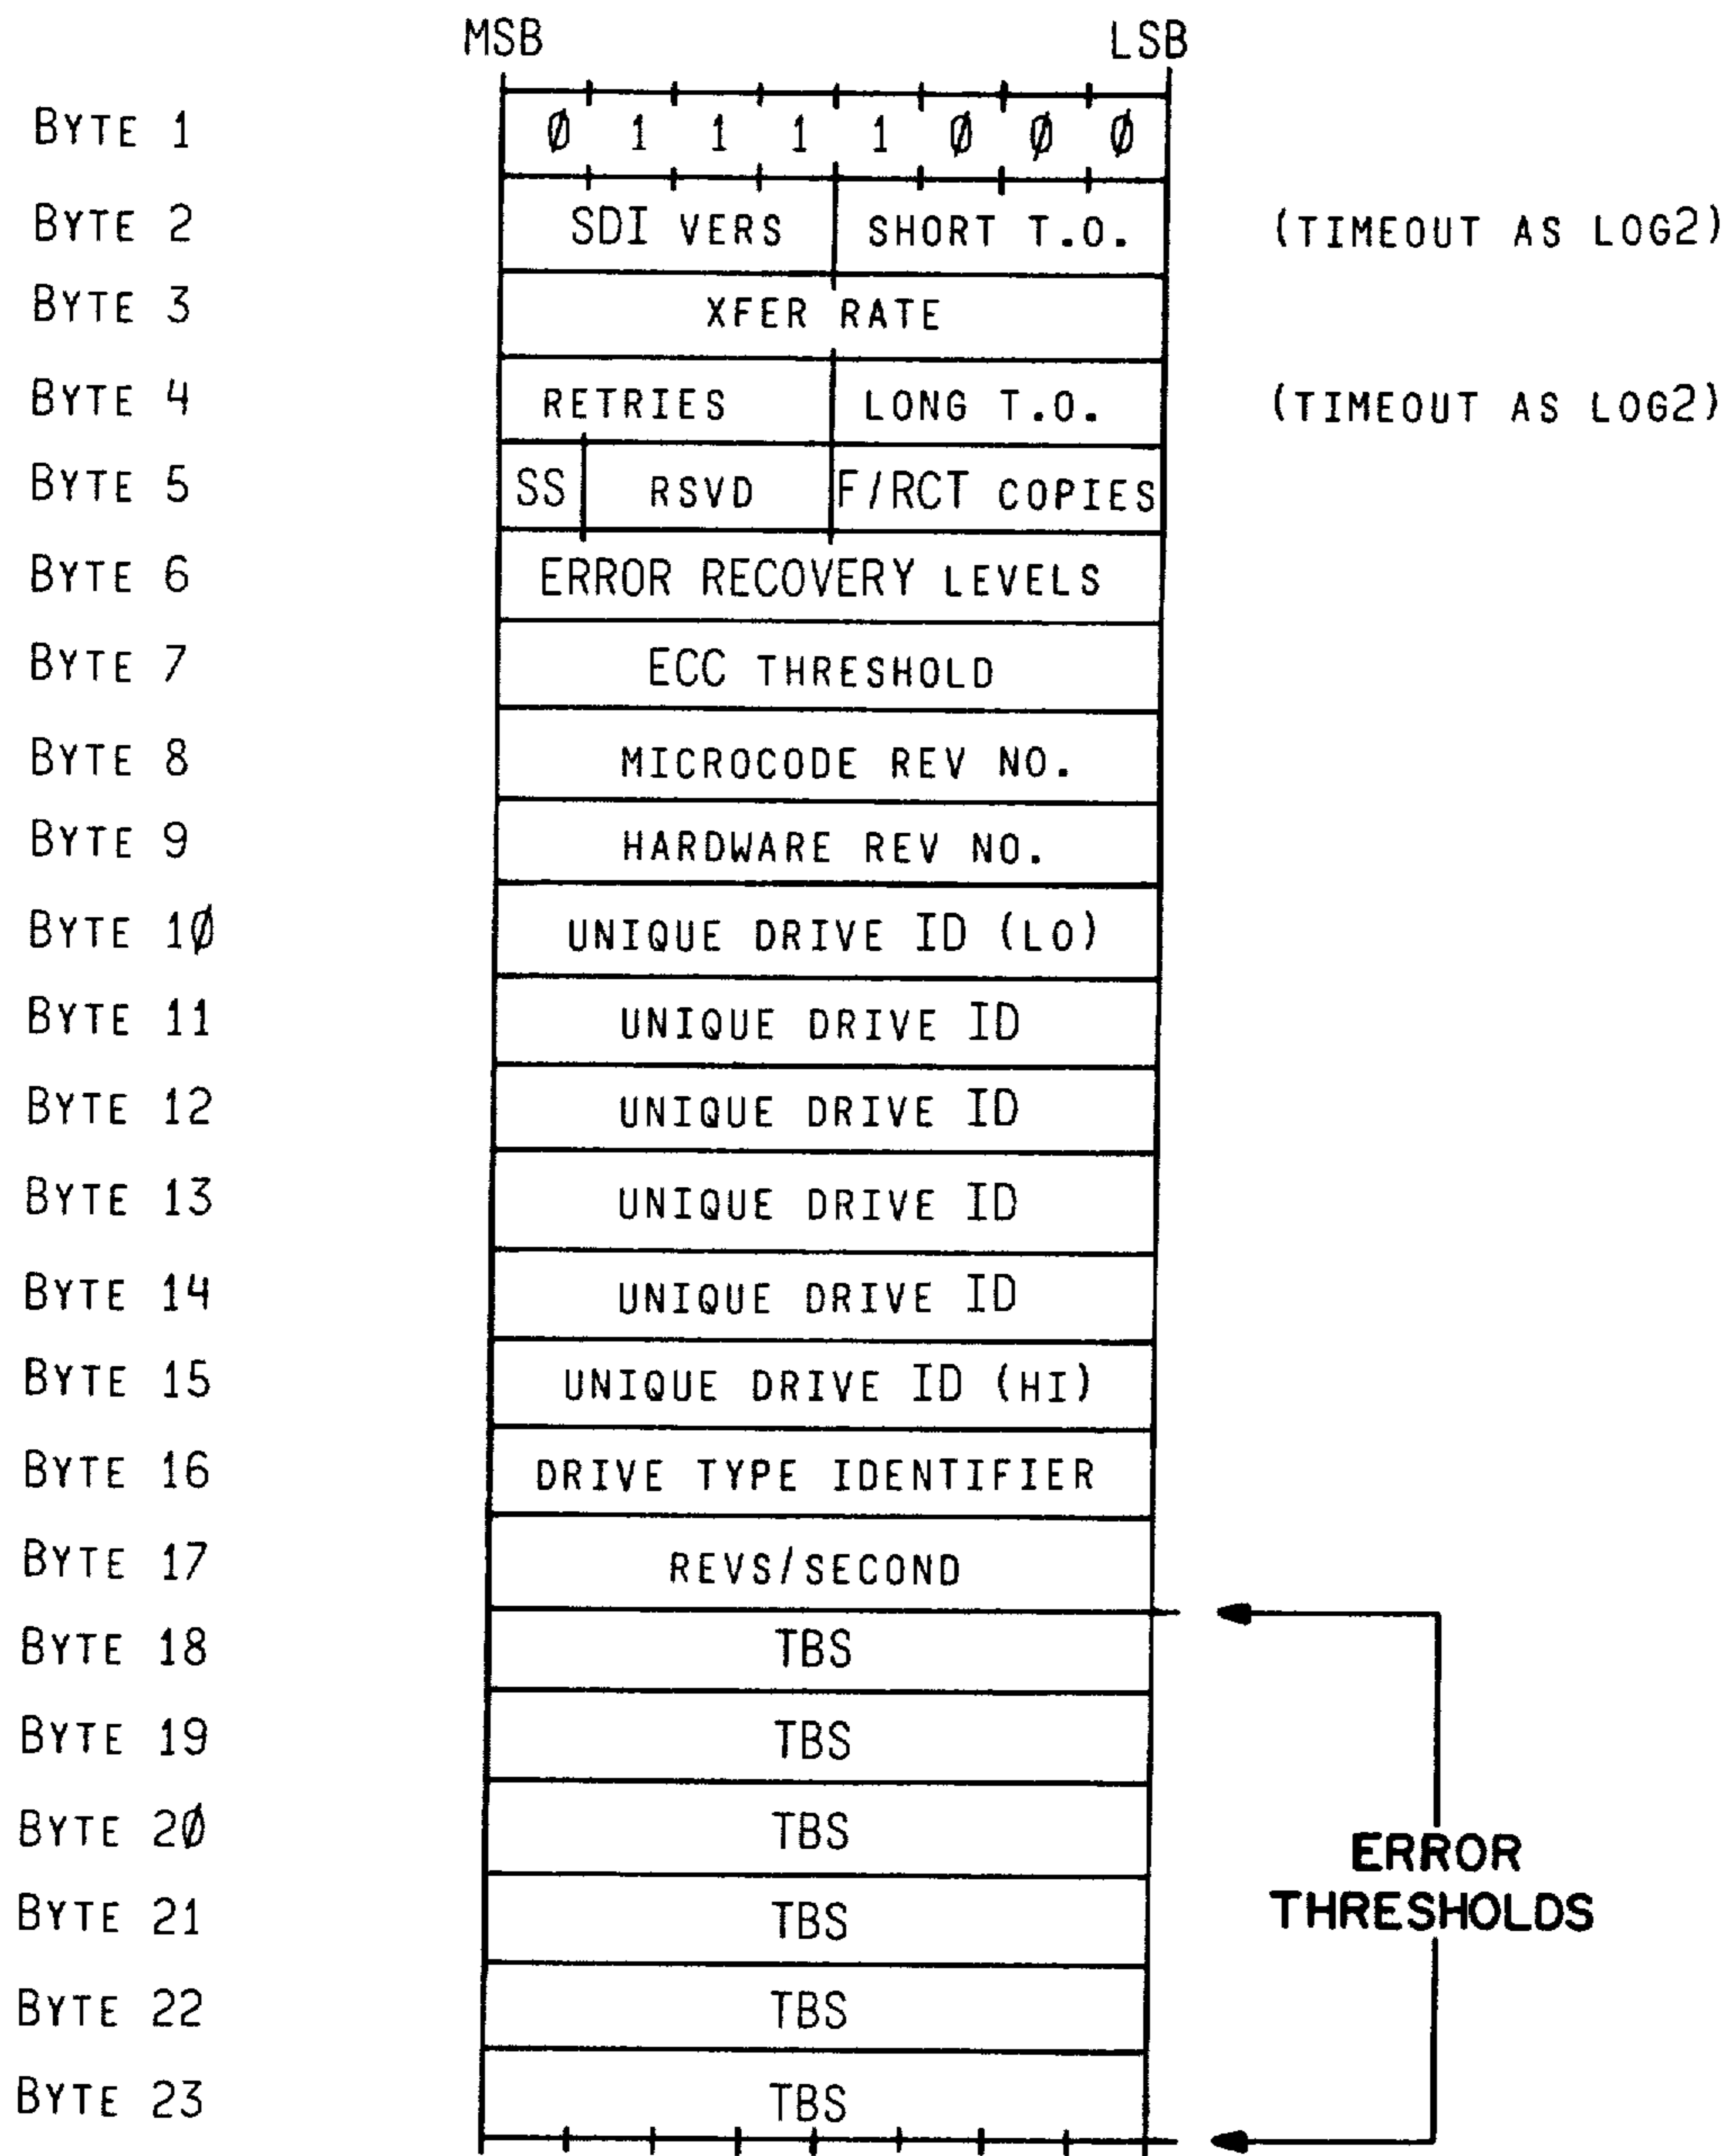 MSB LSB
BYTE 1 Ø 1 1 1 1 Ø Ø Ø
BYTE 2 SDI VERS SHORT T.O. (TIMEOUT AS LOG2)
BYTE 3 XFER RATE
BYTE 4 RETRIES LONG T.O. (TIMEOUT AS LOG2)
BYTE 5 SS RSVD F/RCT COPIES
BYTE 6 ERROR RECOVERY LEVELS
BYTE 7 ECC THRESHOLD
BYTE 8 MICROCODE REV NO.
BYTE 9 HARDWARE REV NO.
BYTE 1Ø UNIQUE DRIVE ID (LO)
BYTE 11 UNIQUE DRIVE ID
BYTE 12 UNIQUE DRIVE ID
BYTE 13 UNIQUE DRIVE ID
BYTE 14 UNIQUE DRIVE ID
BYTE 15 UNIQUE DRIVE ID (HI)
BYTE 16 DRIVE TYPE IDENTIFIER
BYTE 17 REVS/SECOND
BYTE 18 TBS
BYTE 19 TBS
BYTE 2Ø TBS
ERROR
THRESHOLDS
BYTE 21 TBS
BYTE 22 TBS
BYTE 23 TBS